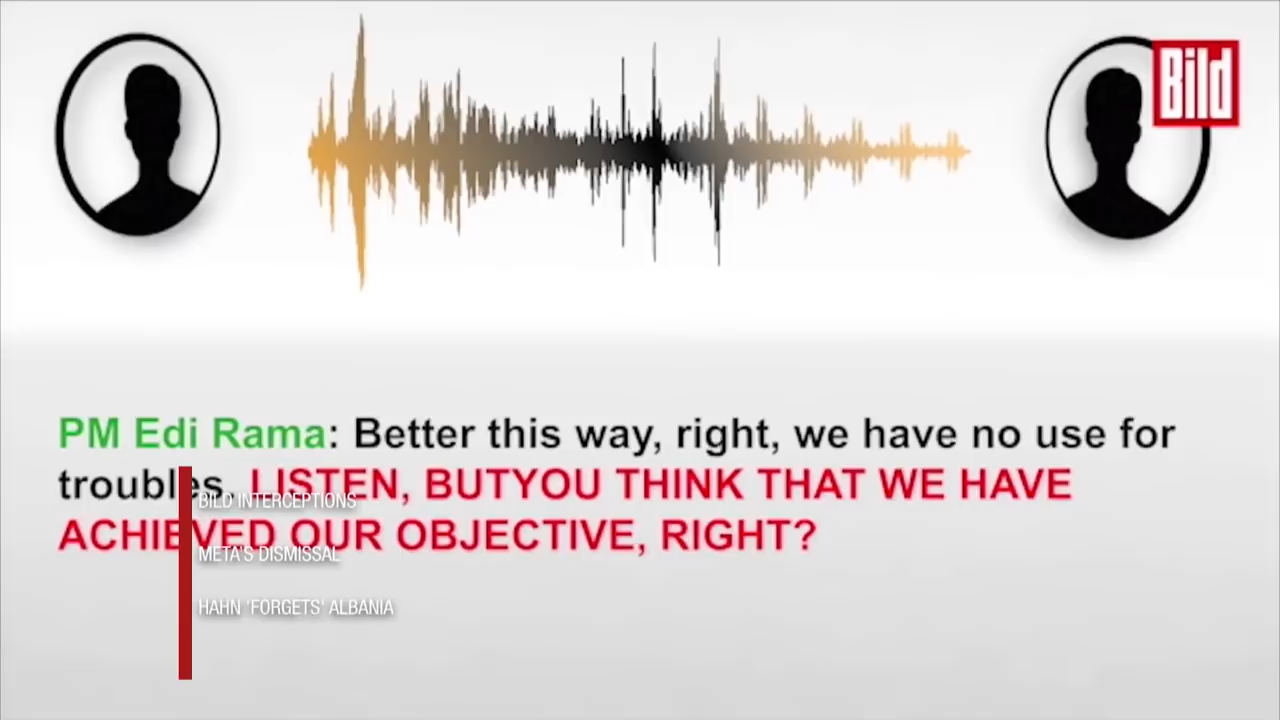 Bild
PM Edi Rama: Better this way, right, we have no use for
troubles. LISTEN, BUTYOU THINK THAT WE HAVE
ACHIEVED OUR OBJECTIVE, RIGHT?
BILD INTERCEPTIONS
META'S DISMISSAL
HAHN 'FORGETS' ALBANIA